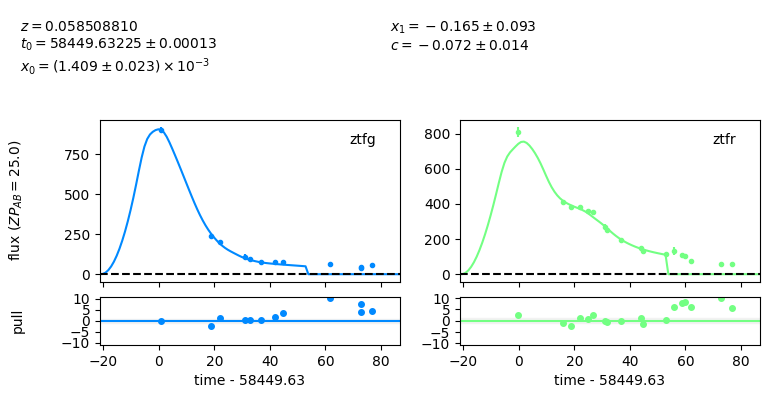 z = 0.058508810
t₀ = 58449.63225 ± 0.00013
x₀ = (1.409 ± 0.023) × 10⁻³
x₁ = −0.165 ± 0.093
c = −0.072 ± 0.014
flux (ZP_AB = 25.0)
ztfg
750
500
250
0
ztfr
800
600
400
200
0
pull
10
5
0
−5
−10
−20 0 20 40 60 80
time - 58449.63
10
5
0
−5
−10
−20 0 20 40 60 80
time - 58449.63